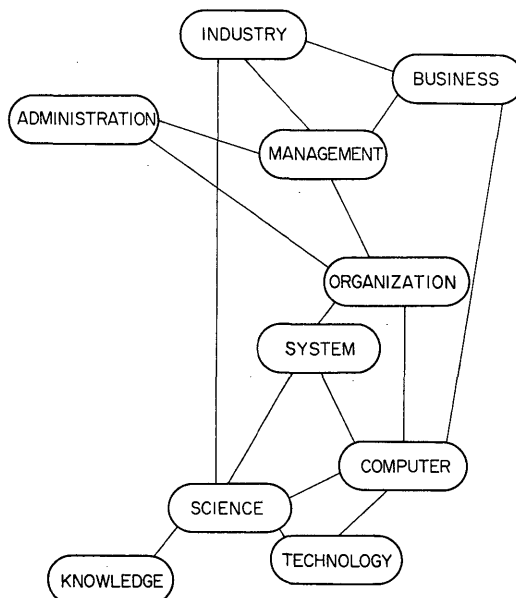 INDUSTRY
BUSINESS
ADMINISTRATION
MANAGEMENT
ORGANIZATION
SYSTEM
COMPUTER
SCIENCE
TECHNOLOGY
KNOWLEDGE